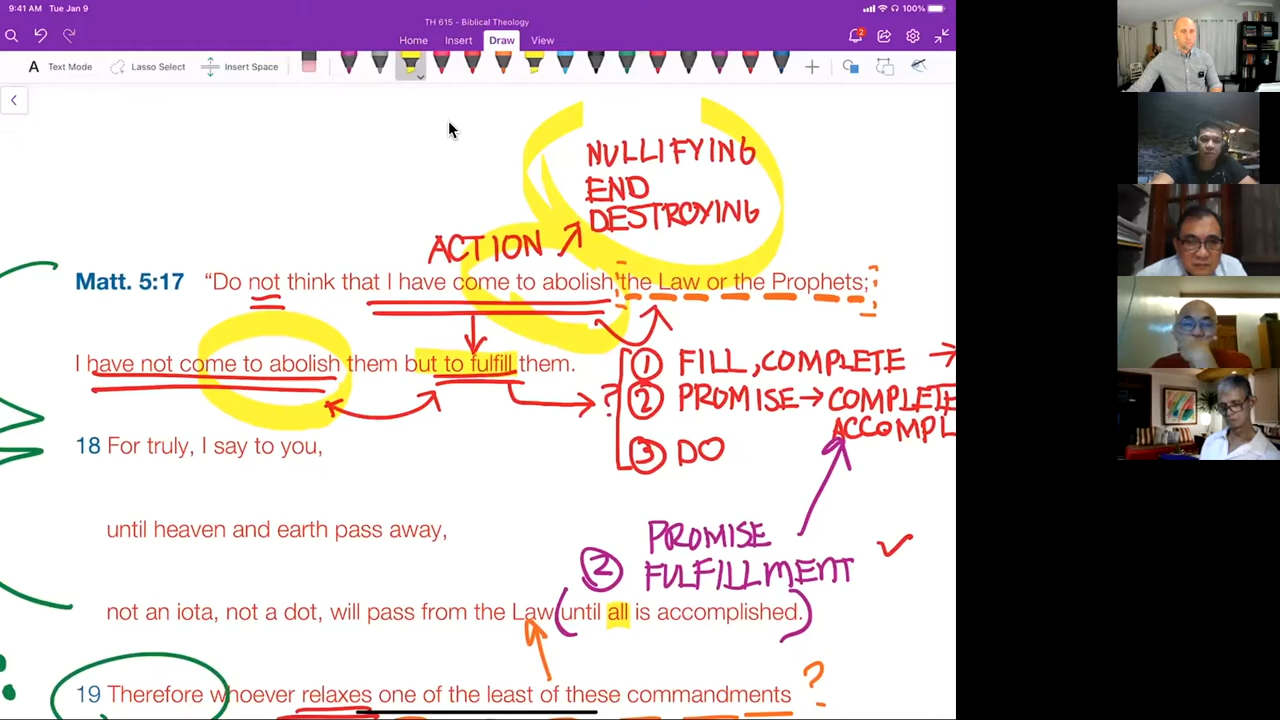 9:41 AM Tue Jan 9
100%
TH 615 - Biblical Theology
Home Insert Draw View
2
A Text Mode Lasso Select Insert Space
NULLIFYING
END
DESTROYING
ACTION
Matt. 5:17 “Do not think that I have come to abolish the Law or the Prophets;
I have not come to abolish them but to fulfill them.
? 1 FILL, COMPLETE →
2 PROMISE → COMPLETE
ACCOMPL
3 DO
18 For truly, I say to you,
until heaven and earth pass away,
PROMISE
2 FULFILLMENT ✓
not an iota, not a dot, will pass from the Law (until all is accomplished.)
19 Therefore whoever relaxes one of the least of these commandments ?